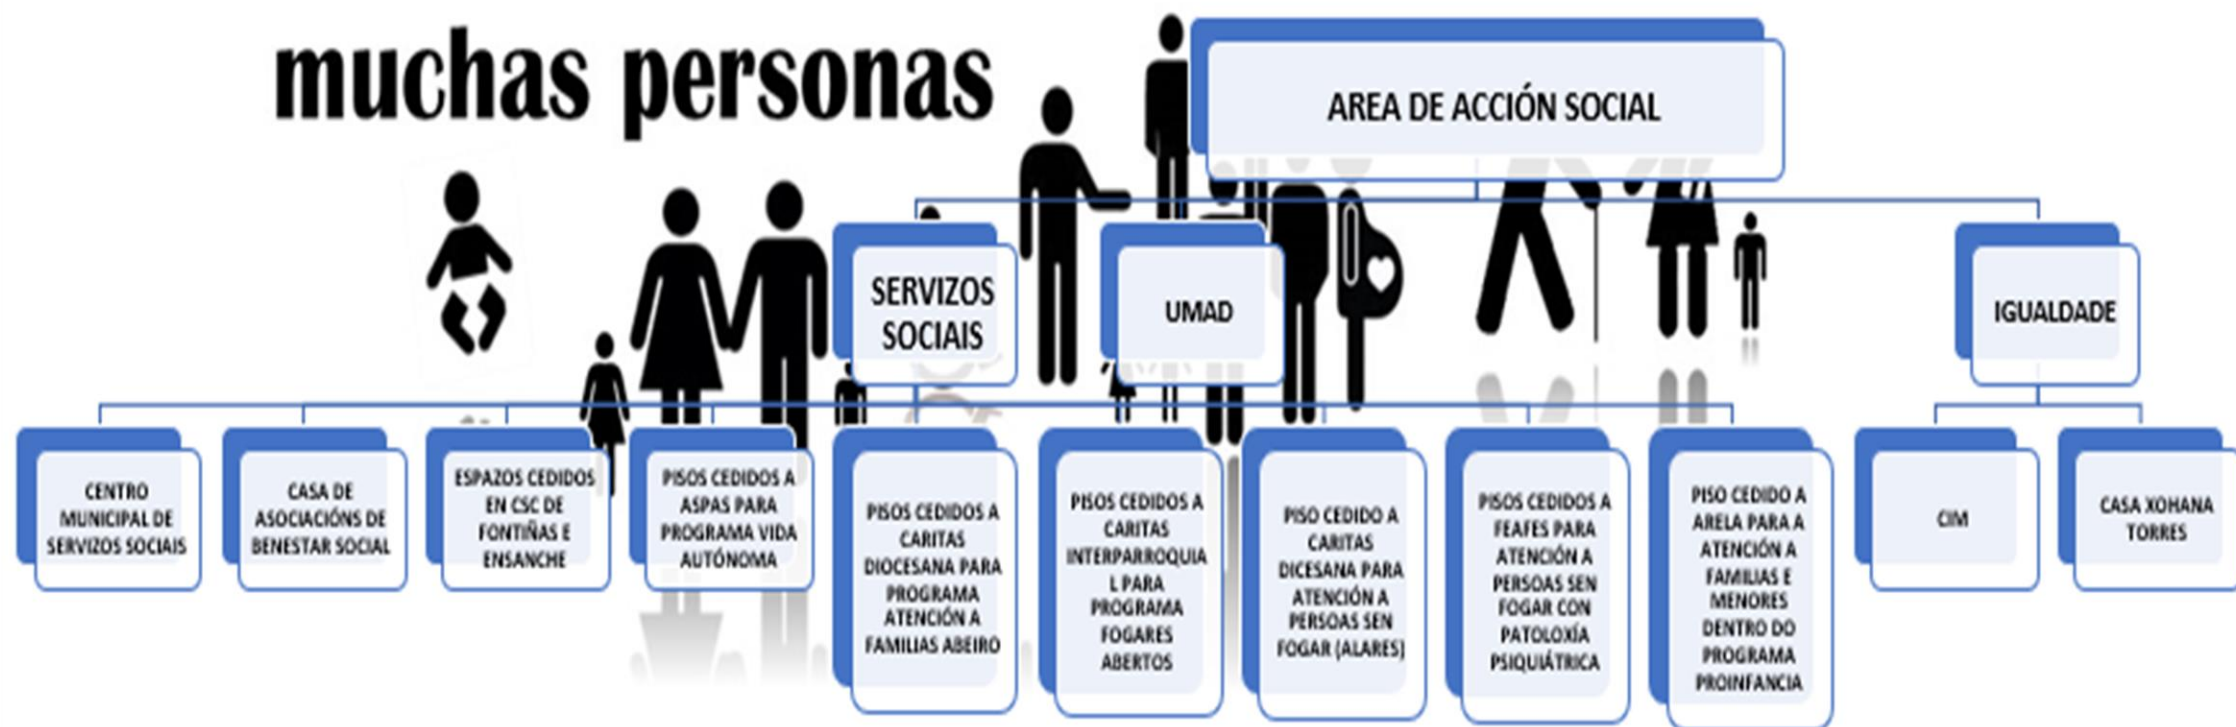 muchas personas
AREA DE ACCIÓN SOCIAL
SERVIZOS
SOCIAIS
UMAD
IGUALDADE
CENTRO
MUNICIPAL DE
SERVIZOS SOCIAIS
CASA DE
ASOCIACIÓNS DE
BENESTAR SOCIAL
ESPAZOS CEDIDOS
EN CSC DE
FONTIÑAS E
ENSANCHE
PISOS CEDIDOS A
ASPAS PARA
PROGRAMA VIDA
AUTÓNOMA
PISOS CEDIDOS A
CARITAS
DIOCESANA PARA
PROGRAMA
ATENCIÓN A
FAMILIAS ABEIRO
PISOS CEDIDOS A
CARITAS
INTERPARROQUIA
L PARA
PROGRAMA
FOGARES
ABERTOS
PISO CEDIDO A
CARITAS
DICESANA PARA
ATENCIÓN A
PERSOAS SEN
FOGAR (ALARES)
PISOS CEDIDOS A
FEAFES PARA
ATENCIÓN A
PERSOAS SEN
FOGAR CON
PATOLOXÍA
PSIQUIÁTRICA
PISO CEDIDO A
ARELA PARA A
ATENCIÓN A
FAMILIAS E
MENORES
DENTRO DO
PROGRAMA
PROINFANCIA
CIM
CASA XOHANA
TORRES